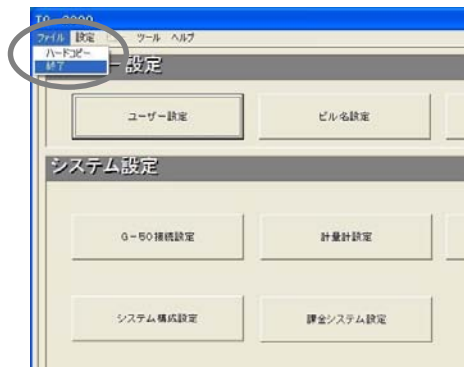 TG-2000
ファイル 設定 ツール ヘルプ
ハードコピー
終了
ー設定
ユーザー設定
ビル名設定
システム設定
G-50接続設定
計量計設定
システム構成設定
課金システム設定